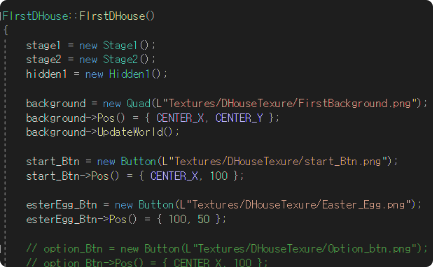 FIrstDHouse::FIrstDHouse()
{
stage1 = new Stage1();
stage2 = new Stage2();
hidden1 = new Hidden1();
background = new Quad(L"Textures/DHouseTexure/FirstBackground.png");
background->Pos() = { CENTER_X, CENTER_Y };
background->UpdateWorld();
start_Btn = new Button(L"Textures/DHouseTexure/start_Btn.png");
start_Btn->Pos() = { CENTER_X, 100 };
esterEgg_Btn = new Button(L"Textures/DHouseTexure/Easter_Egg.png");
esterEgg_Btn->Pos() = { 100, 50 };
// option_Btn = new Button(L"Textures/DHouseTexure/Option_btn.png");
// option_Btn->Pos() = { CENTER_X, 100 };